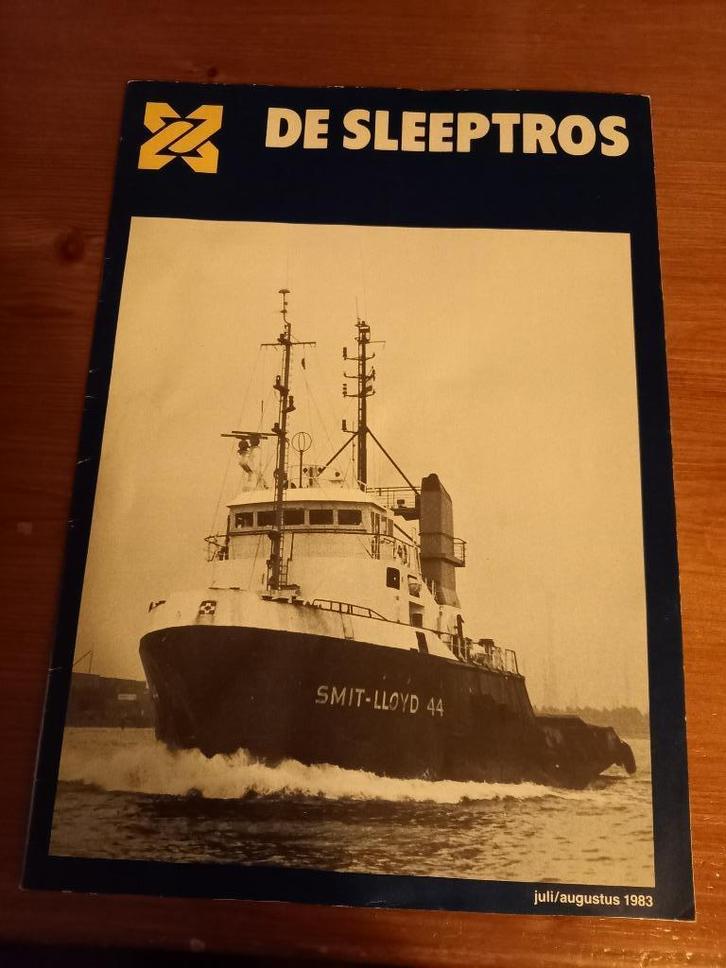 DE SLEEPTROS
SMIT-LLOYD 44
juli/augustus 1983